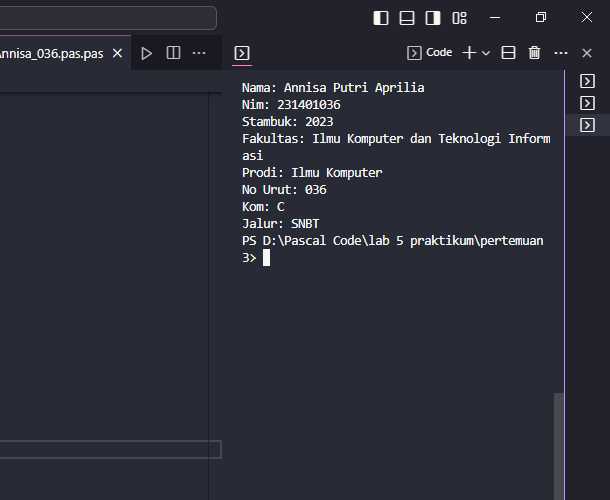 Annisa_036.pas.pas
Code
Nama: Annisa Putri Aprilia
Nim: 231401036
Stambuk: 2023
Fakultas: Ilmu Komputer dan Teknologi Inform
asi
Prodi: Ilmu Komputer
No Urut: 036
Kom: C
Jalur: SNBT
PS D:\Pascal Code\lab 5 praktikum\pertemuan
3>